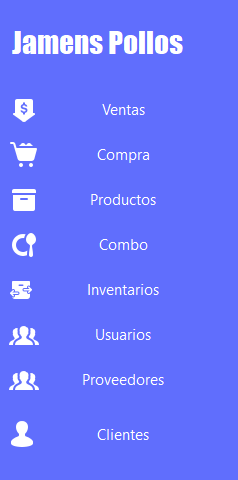 Jamens Pollos
Ventas
Compra
Productos
Combo
Inventarios
Usuarios
Proveedores
Clientes